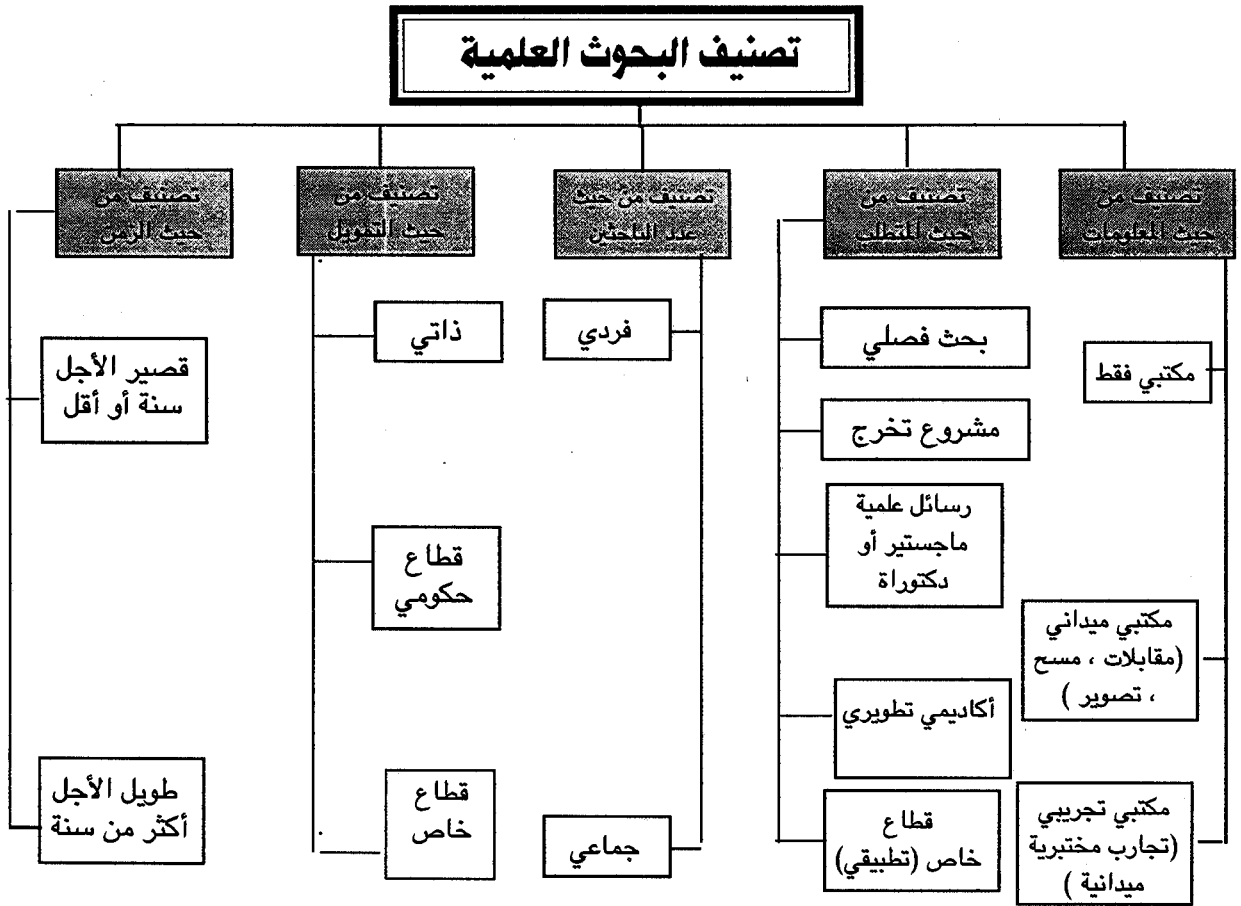 تصنيف البحوث العلمية
تصنيف من
حيث المعلومات
مكتبي فقط
مكتبي ميداني
(مقابلات ، مسح
، تصوير )
مكتبي تجريبي
(تجارب مختبرية
ميدانية )
تصنيف من
حيث المتطلب
بحث فصلي
مشروع تخرج
رسائل علمية
ماجستير أو
دكتوراة
أكاديمي تطويري
قطاع
خاص (تطبيقي)
تصنيف من حيث
عدد الباحثين
فردي
جماعي
تصنيف من
حيث التمويل
ذاتي
قطاع
حكومي
قطاع
خاص
تصنيف من
حيث الزمن
قصير الأجل
سنة أو أقل
طويل الأجل
أكثر من سنة